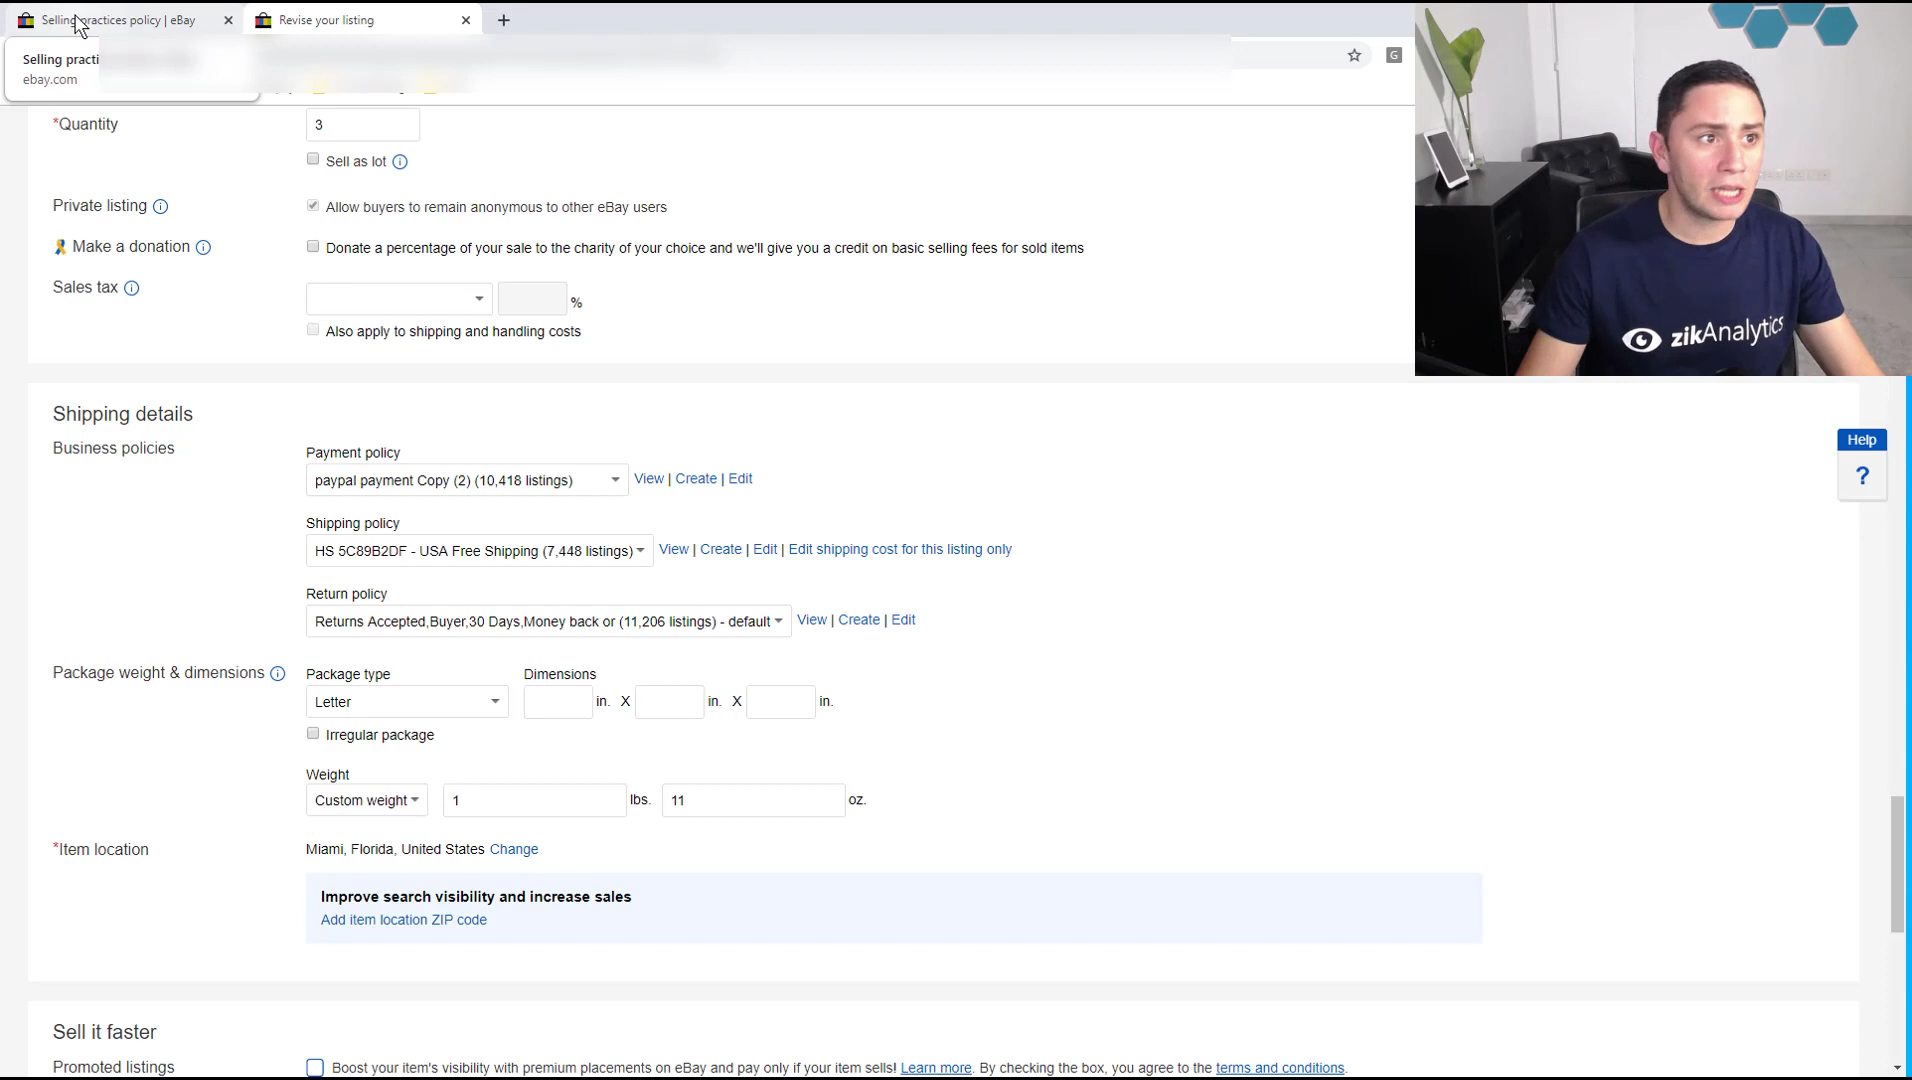 Selling practices policy | eBay
Revise your listing
Selling practi
ebay.com
G
*Quantity
3
Sell as lot
Private listing
Allow buyers to remain anonymous to other eBay users
Make a donation
Donate a percentage of your sale to the charity of your choice and we'll give you a credit on basic selling fees for sold items
Sales tax
%
Also apply to shipping and handling costs
zikAnalytics
Shipping details
Business policies
Payment policy
paypal payment Copy (2) (10,418 listings)
View | Create | Edit
Shipping policy
HS 5C89B2DF - USA Free Shipping (7,448 listings)
View | Create | Edit | Edit shipping cost for this listing only
Return policy
Returns Accepted,Buyer,30 Days,Money back or (11,206 listings) - default
View | Create | Edit
Help
?
Package weight & dimensions
Package type
Dimensions
Letter
in. X in. X in.
Irregular package
Weight
Custom weight
1 lbs. 11 oz.
*Item location
Miami, Florida, United States Change
Improve search visibility and increase sales
Add item location ZIP code
Sell it faster
Promoted listings
Boost your item's visibility with premium placements on eBay and pay only if your item sells! Learn more. By checking the box, you agree to the terms and conditions.